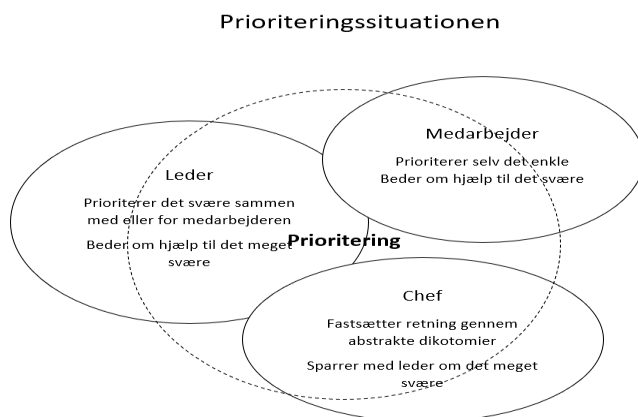 Prioriteringssituationen
Medarbejder
Prioriterer selv det enkle
Beder om hjælp til det svære
Leder
Prioriterer det svære sammen
med eller for medarbejderen
Beder om hjælp til det meget
svære
Prioritering
Chef
Fastsætter retning gennem
abstrakte dikotomier
Sparrer med leder om det meget
svære